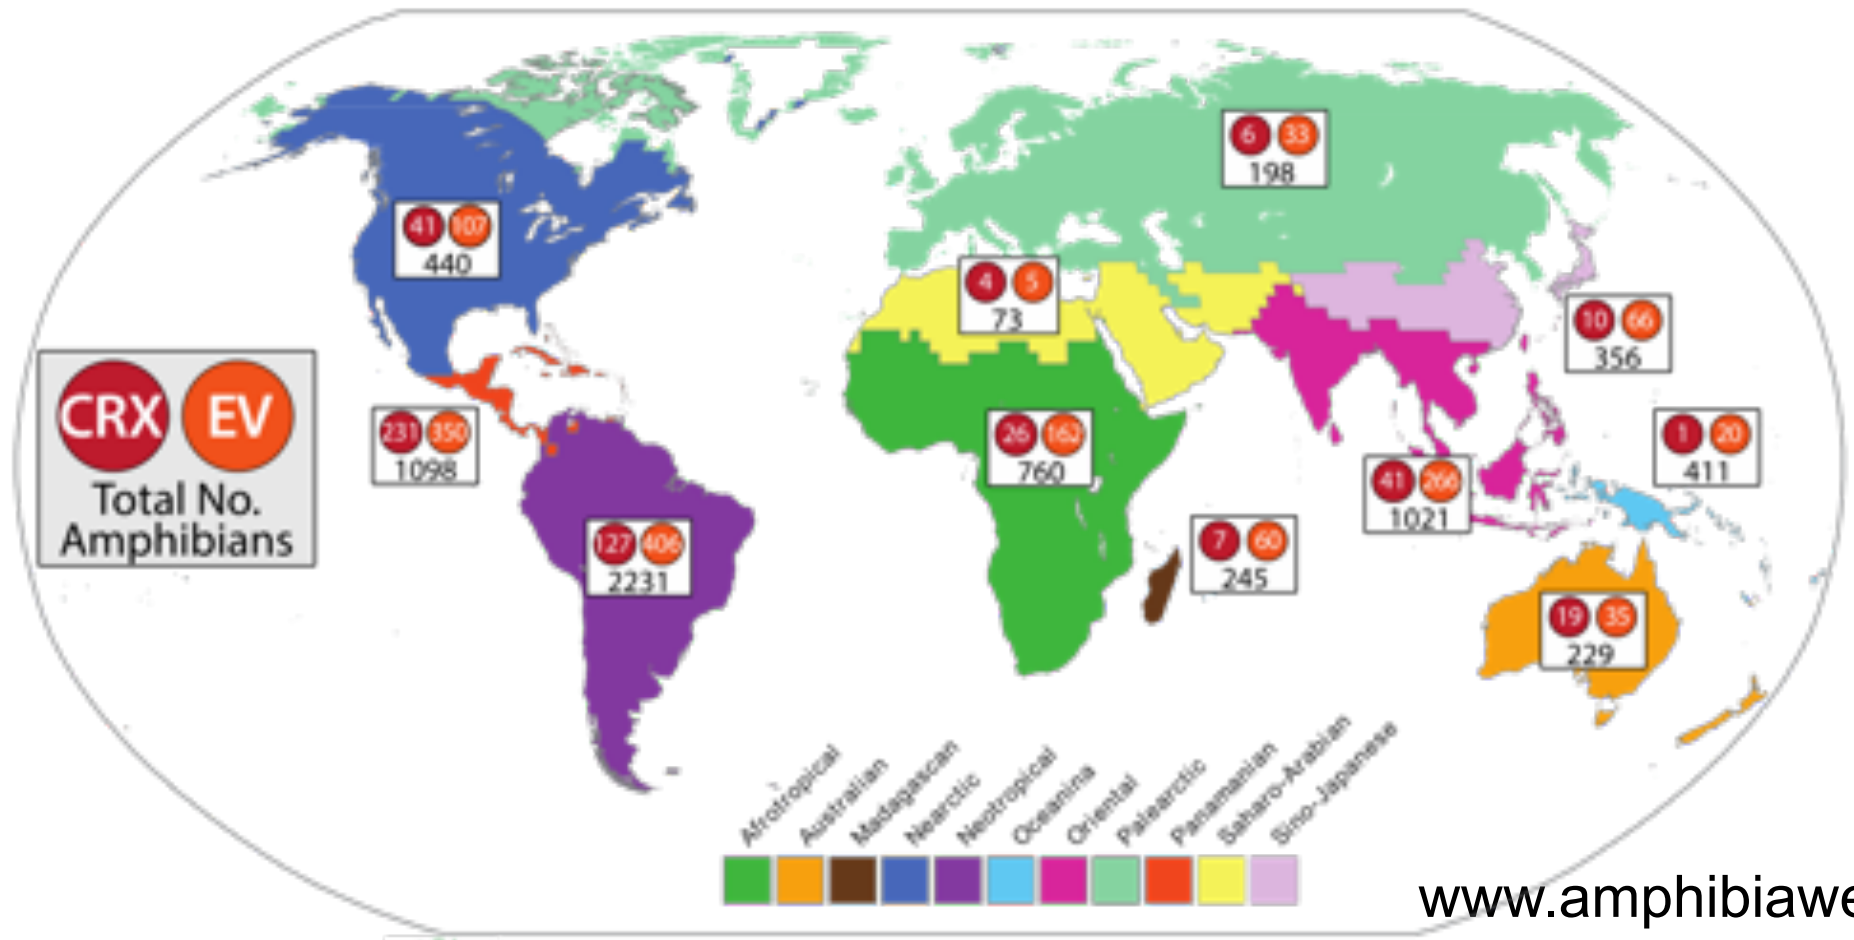 6 33
198
41 107
440
4 5
73
10 66
356
CRX EV
Total No.
Amphibians
231 350
1098
26 162
760
1 20
411
41 266
1021
127 406
2231
7 60
245
19 35
229
Afrotropical
Australian
Madagascan
Nearctic
Neotropical
Oceanina
Oriental
Palearctic
Panamanian
Saharo-Arabian
Sino-Japanese
www.amphibiawe